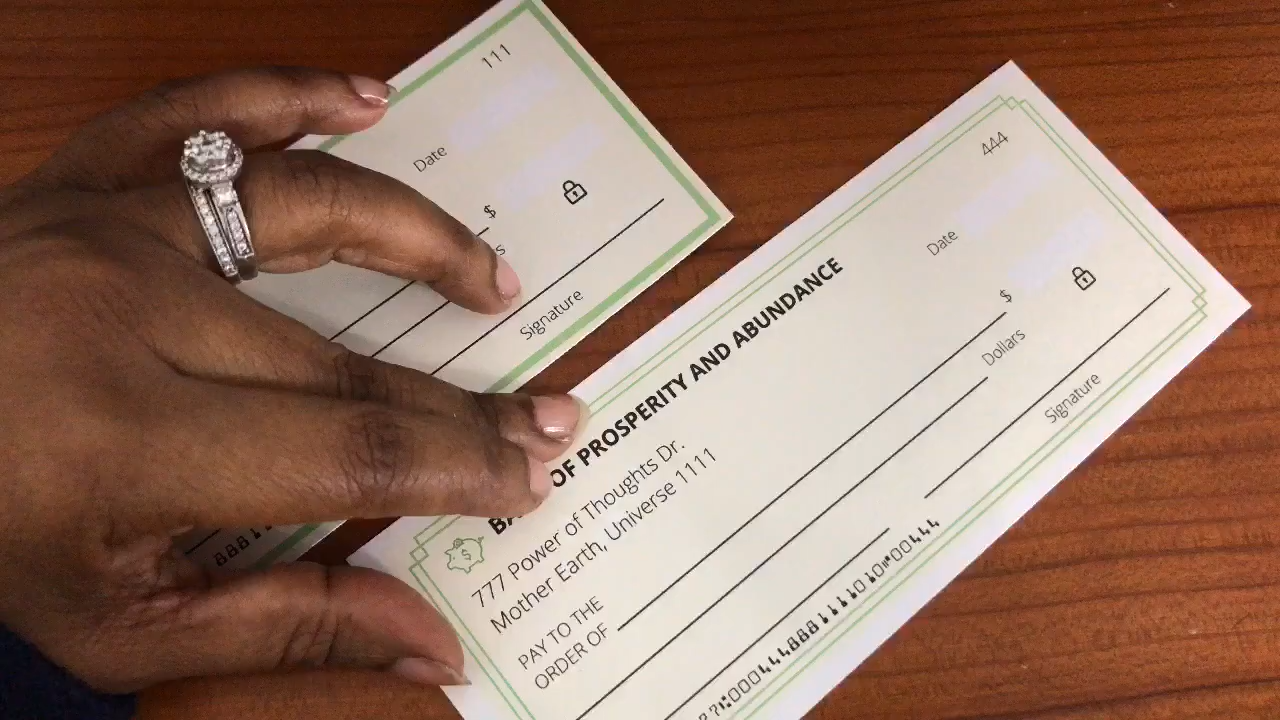 111
Date
$
Signature
444
Date
OF PROSPERITY AND ABUNDANCE
777 Power of Thoughts Dr.
Mother Earth, Universe 1111
$
PAY TO THE
ORDER OF
Dollars
Signature